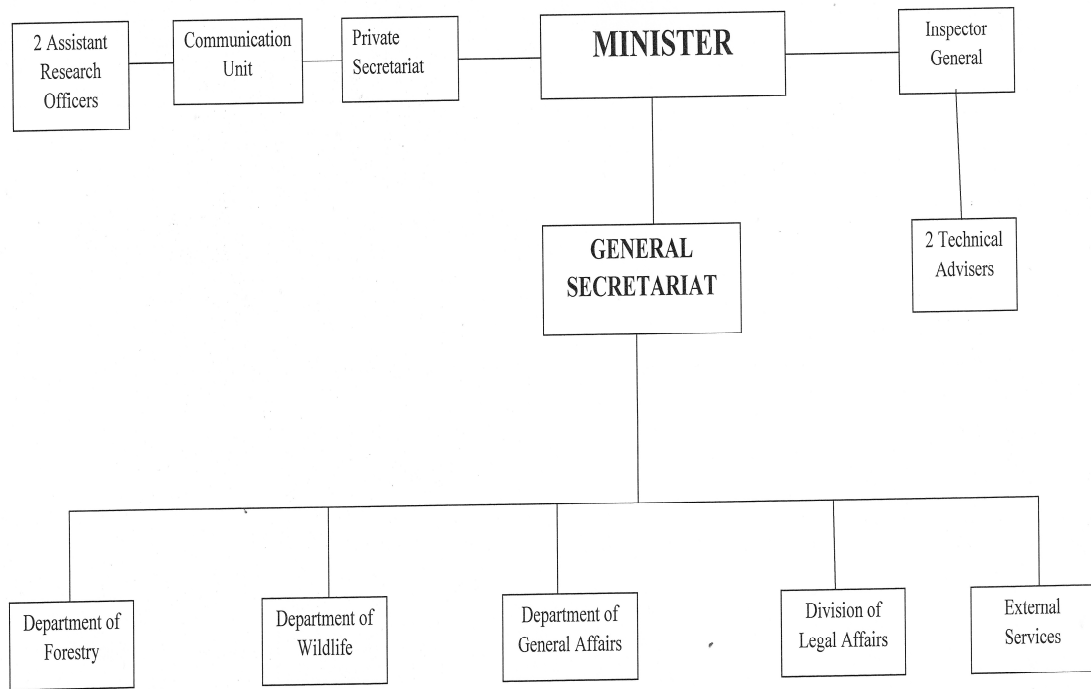 2 Assistant
Research
Officers
Communication
Unit
Private
Secretariat
MINISTER
Inspector
General
GENERAL
SECRETARIAT
2 Technical
Advisers
Department of
Forestry
Department of
Wildlife
Department of
General Affairs
Division of
Legal Affairs
External
Services